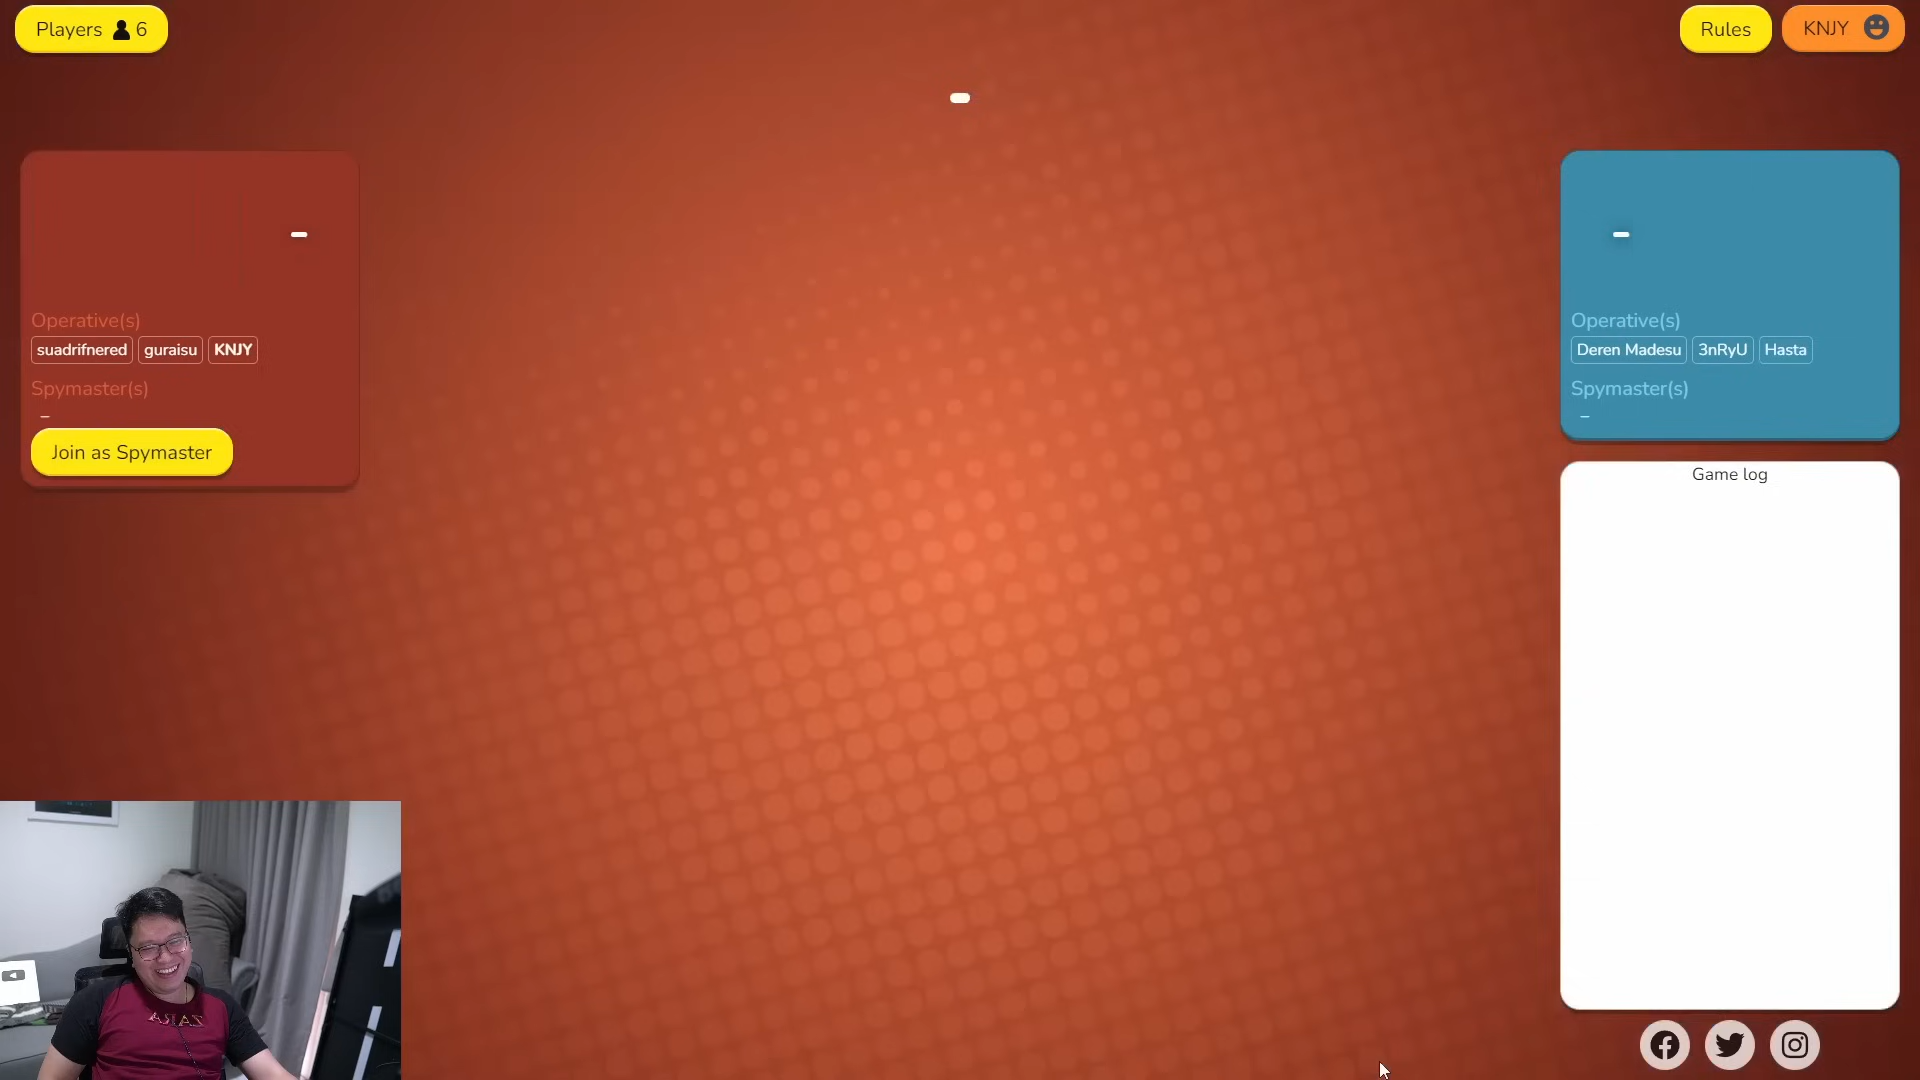 Players 6
Rules
KNJY
-
-
Operative(s)
suadrifnered guraisu KNJY
Spymaster(s)
–
Join as Spymaster
-
Operative(s)
Deren Madesu 3nRyU Hasta
Spymaster(s)
–
Game log
ZARA